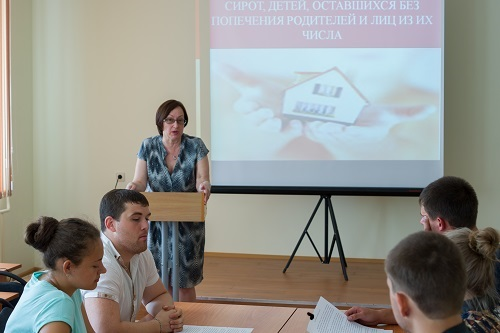 СИРОТ, ДЕТЕЙ, ОСТАВШИХСЯ БЕЗ
ПОПЕЧЕНИЯ РОДИТЕЛЕЙ И ЛИЦ ИЗ ИХ
ЧИСЛА